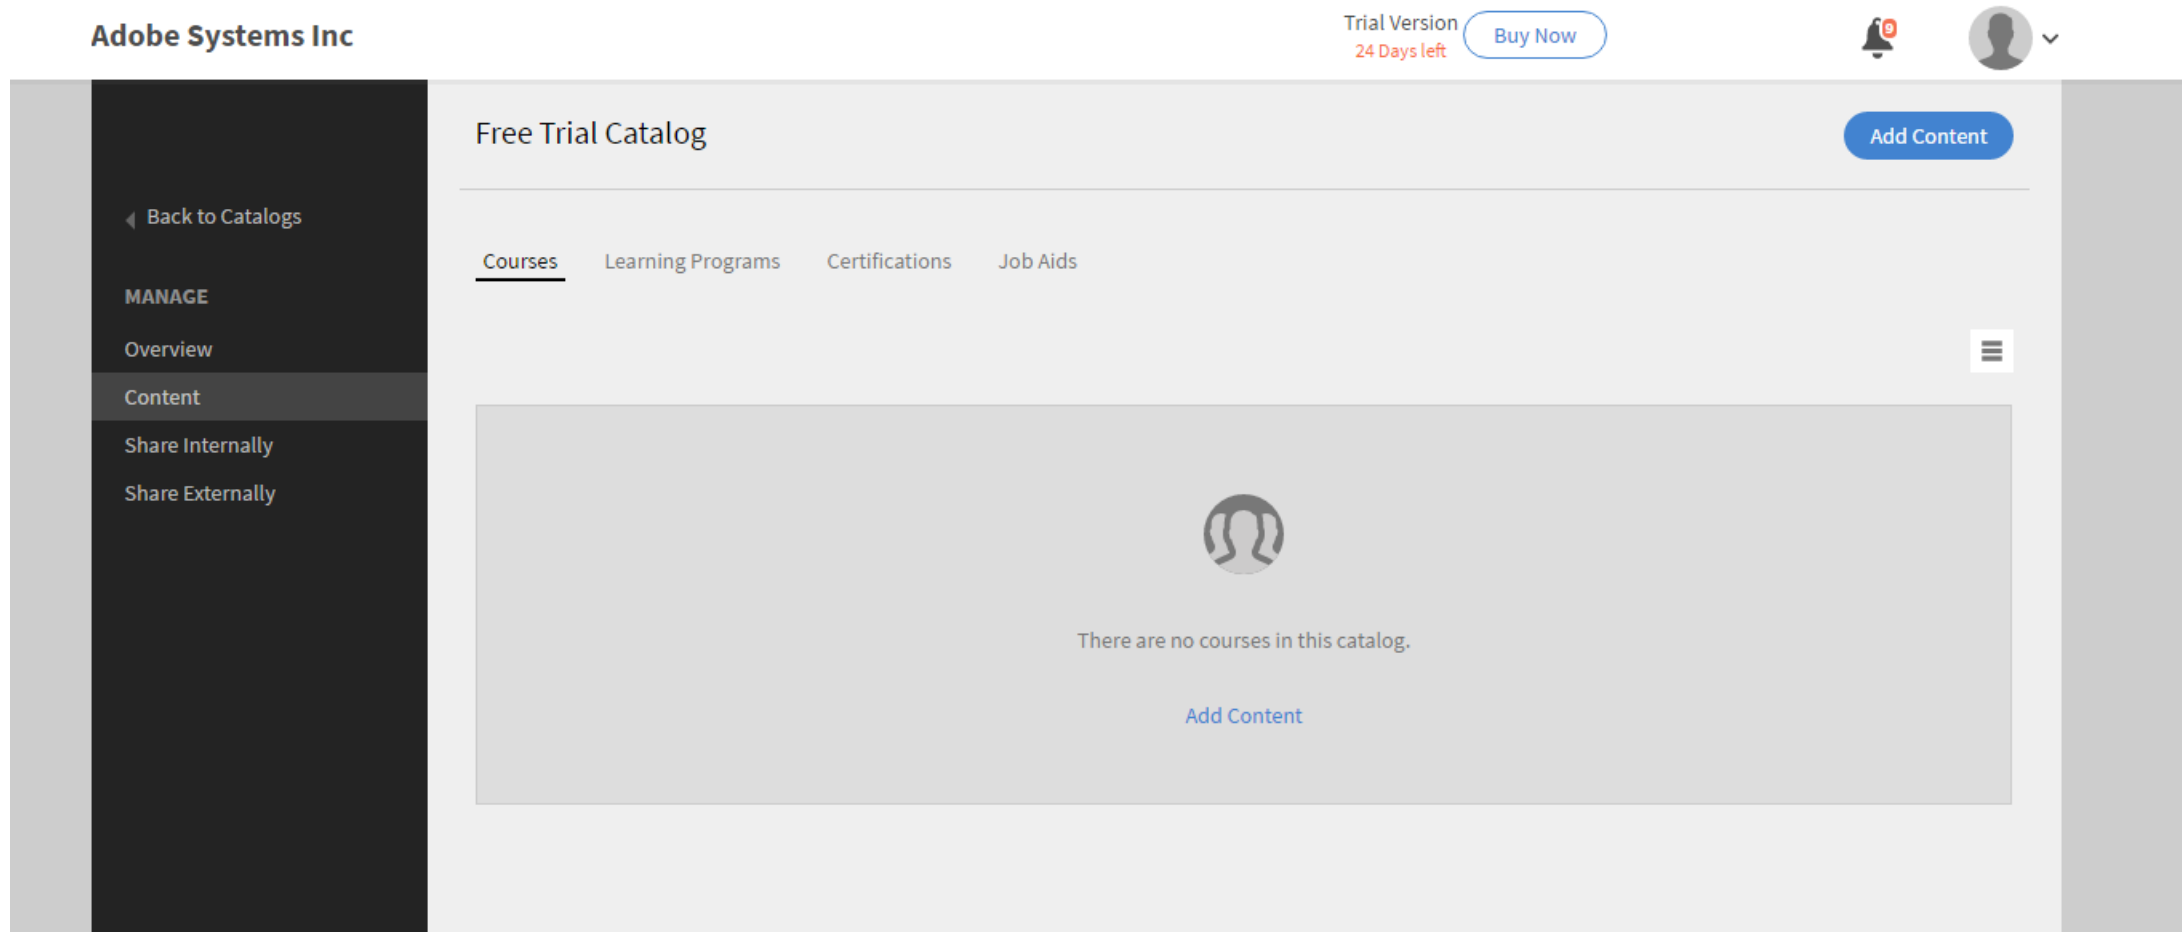 Adobe Systems Inc
Trial Version
24 Days left
Buy Now
9
Free Trial Catalog
Add Content
Back to Catalogs
MANAGE
Overview
Content
Share Internally
Share Externally
Courses Learning Programs Certifications Job Aids
There are no courses in this catalog.
Add Content